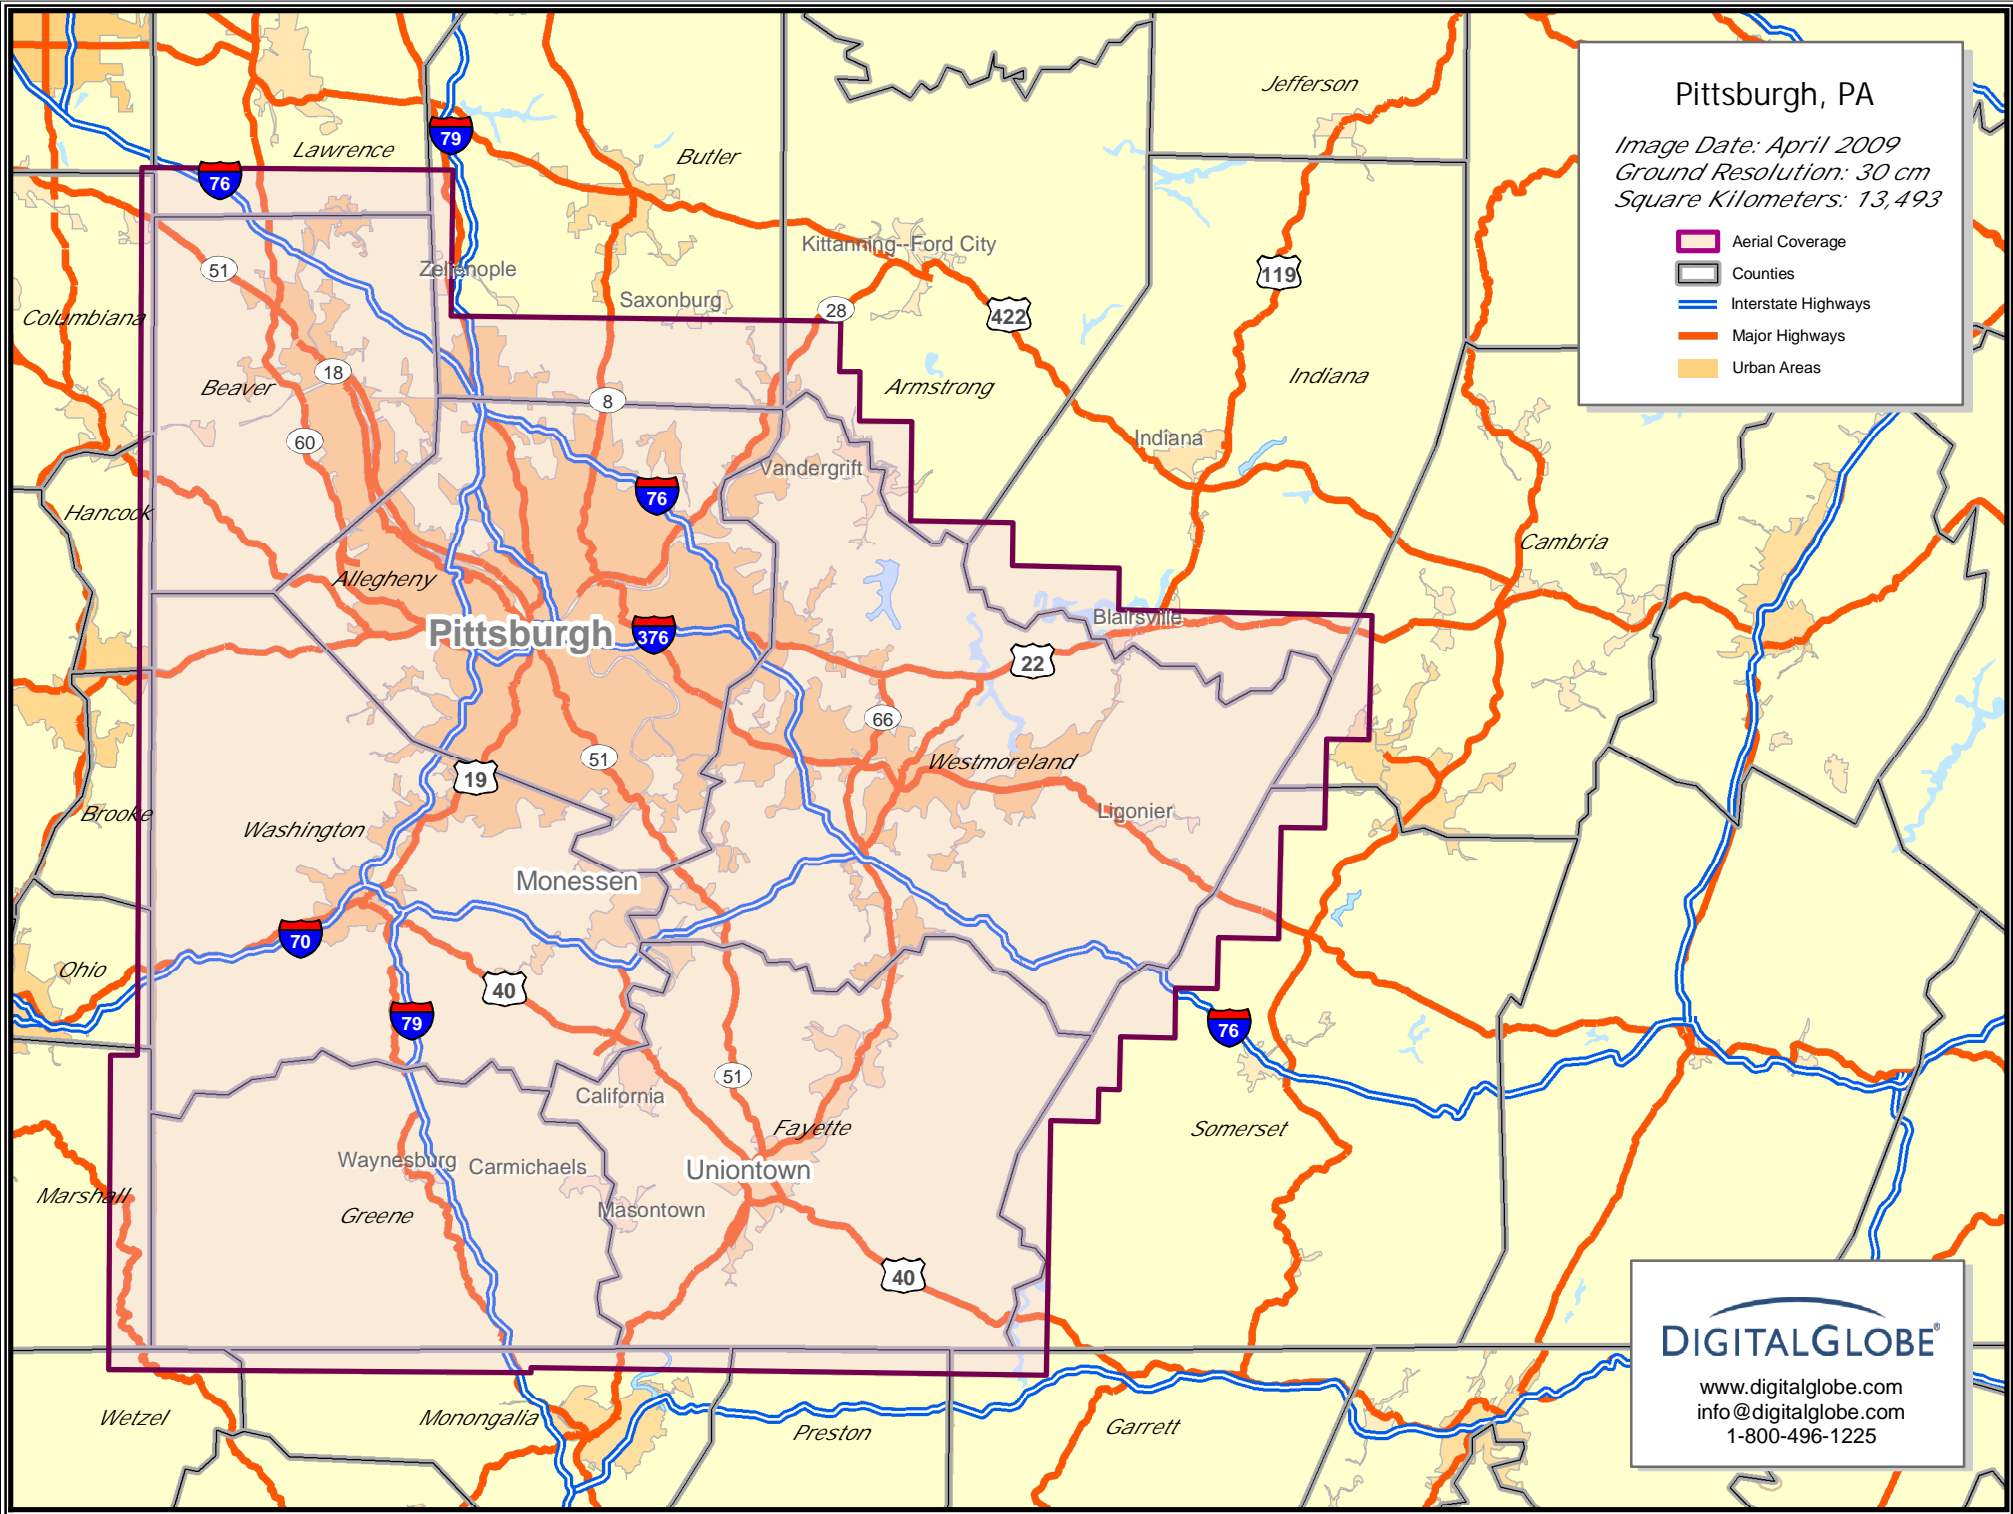 Pittsburgh, PA
Image Date: April 2009
Ground Resolution: 30 cm
Square Kilometers: 13,493
Aerial Coverage
Counties
Interstate Highways
Major Highways
Urban Areas
Jefferson
79
Lawrence
Butler
76
Kittanning--Ford City
51
Zelienople
119
Saxonburg
28
422
Columbiana
18
Beaver
Armstrong
Indiana
8
60
Indiana
Vandergrift
76
Hancock
Cambria
Allegheny
Blairsville
Pittsburgh
376
22
66
51
Westmoreland
19
Brooke
Washington
Ligonier
Monessen
70
Ohio
40
79
76
51
California
Fayette
Somerset
Waynesburg
Carmichaels
Uniontown
Marshall
Greene
Masontown
40
Wetzel
Monongalia
Preston
Garrett
DIGITALGLOBE®
www.digitalglobe.com
info@digitalglobe.com
1-800-496-1225